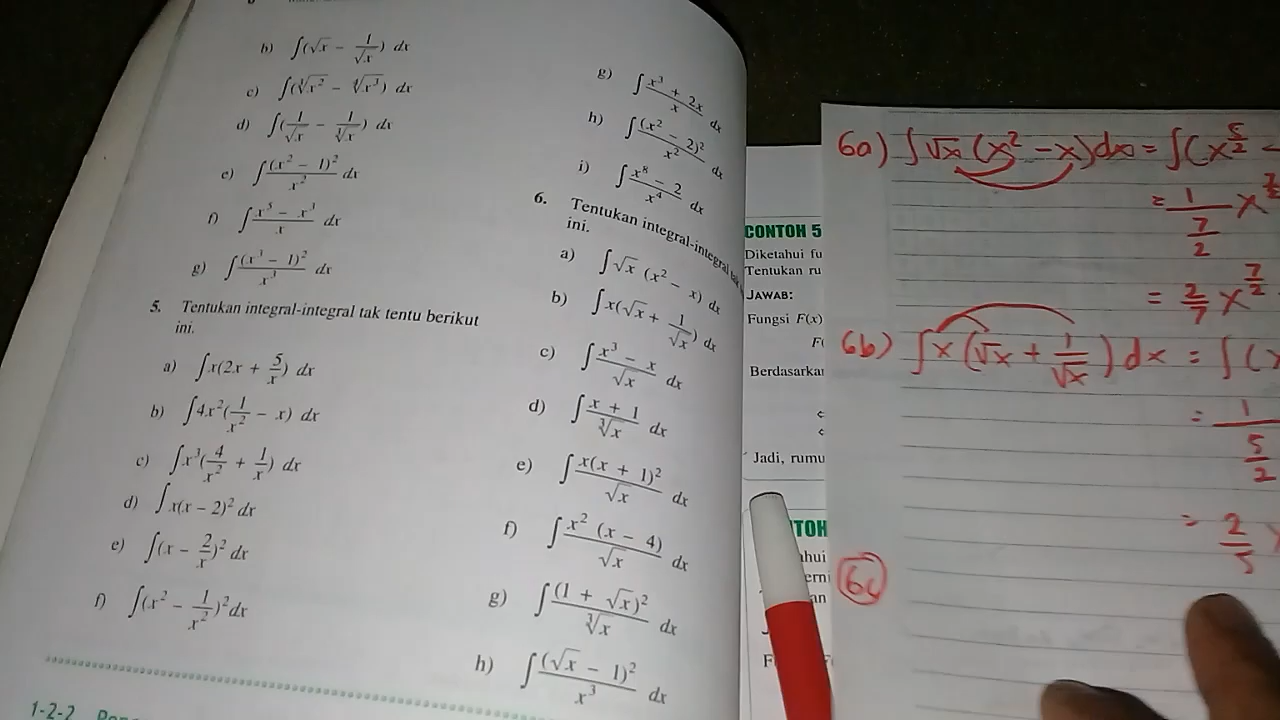 b) ∫(√x − 1/√x) dx
c) ∫(∛x² − ∜x³) dx
d) ∫(1/√x − 1/∛x) dx
e) ∫(x² − 1)²/x² dx
f) ∫(x⁵ − x³)/x dx
g) ∫(x³ − 1)²/x³ dx
5. Tentukan integral-integral tak tentu berikut
ini.
a) ∫x(2x + 5/x) dx
b) ∫4x²(1/x² − x) dx
c) ∫x³(4/x² + 1/x) dx
d) ∫x(x − 2)² dx
e) ∫(x − 2/x)² dx
f) ∫(x² − 1/x²)² dx
1-2-2
g) ∫(x³ + 2x)/x dx
h) ∫(x² − 2)²/x² dx
i) ∫(x⁸ − 2)/x⁴ dx
6. Tentukan integral-integral
ini.
a) ∫√x (x² − x) dx
b) ∫x(√x + 1/√x) dx
c) ∫(x³ − x)/√x dx
d) ∫(x + 1)/∛x dx
e) ∫x(x + 1)²/√x dx
f) ∫x² (x − 4)/√x dx
g) ∫(1 + √x)²/∛x dx
h) ∫(√x − 1)²/x³ dx
CONTOH 5
Diketahui fu
Tentukan ru
JAWAB:
Fungsi F(x)
Berdasarkan
Jadi, rumu
TOH
6a) ∫√x (x² − x)dx = ∫(x^(5/2) −
= 1/(7/2) x^(7/2)
= 2/7 x^(7/2)
6b) ∫x(√x + 1/√x) dx = ∫(x
= 1/(5/2)
= 2/5 x
6c